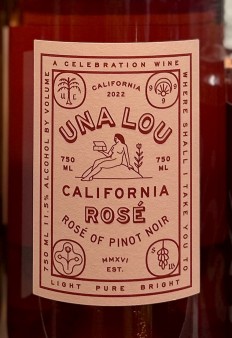 A CELEBRATION WINE
WHERE SHALL I TAKE YOU TO
LIGHT PURE BRIGHT
750 ML 11.5% ALCOHOL BY VOLUME
CALIFORNIA
2022
UNA LOU
750 ML
750 ML
CALIFORNIA
ROSÉ
ROSÉ OF PINOT NOIR
MMXVI
EST.